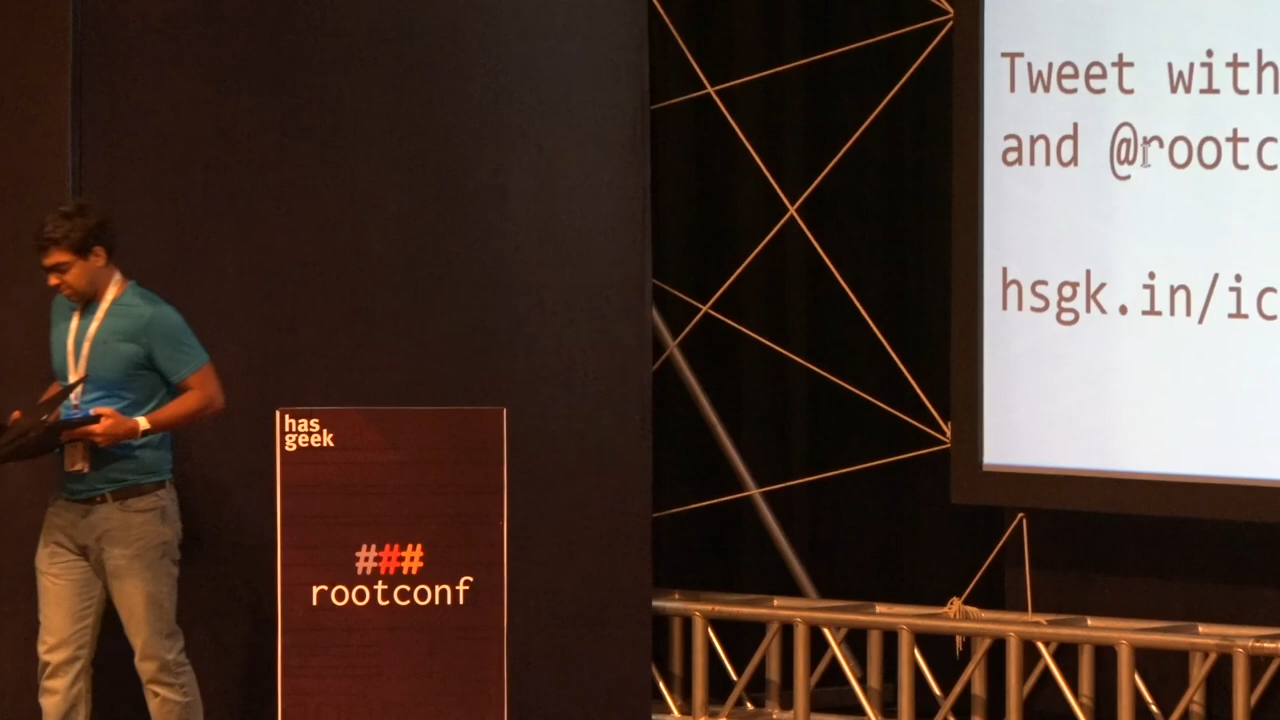 Tweet with
and @rootc
hsgk.in/ic
has
geek
###
rootconf